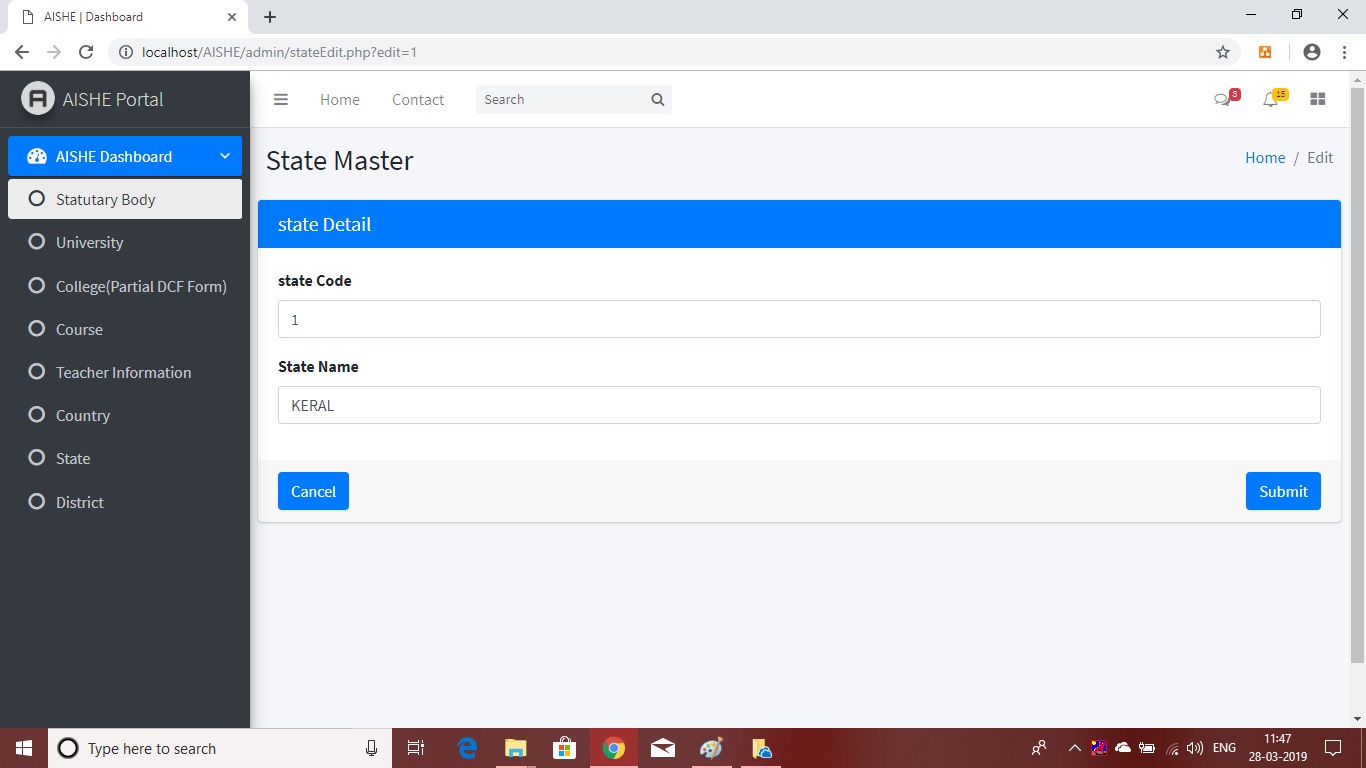 AISHE | Dashboard
localhost/AISHE/admin/stateEdit.php?edit=1
A AISHE Portal
Home Contact Search 3 15
AISHE Dashboard
State Master
Home / Edit
Statutary Body
state Detail
University
state Code
College(Partial DCF Form)
1
Course
State Name
Teacher Information
KERAL
Country
State
Cancel Submit
District
Type here to search
ENG
11:47
28-03-2019